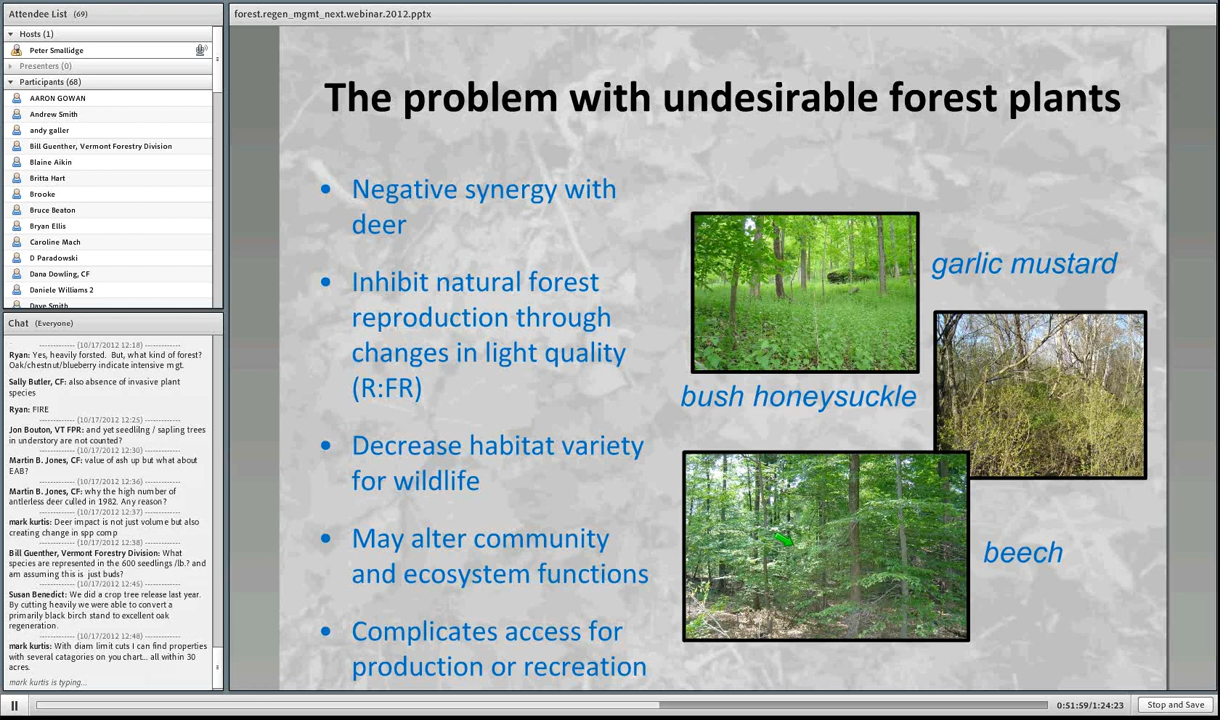 Attendee List (69)
Hosts (1)
Peter Smallidge
Presenters (0)
Participants (68)
AARON GOWAN
Andrew Smith
andy galler
Bill Guenther, Vermont Forestry Division
Blaine Aikin
Britta Hart
Brooke
Bruce Beaton
Bryan Ellis
Caroline Mach
D Paradowski
Dana Dowling, CF
Daniele Williams 2
Dave Smith
Chat (Everyone)
------------- (10/17/2012 12:18) -------------
Ryan: Yes, heavily forsted. But, what kind of forest?
Oak/chestnut/blueberry indicate intensive mgt.
Sally Butler, CF: also absence of invasive plant
species
Ryan: FIRE
------------- (10/17/2012 12:25) -------------
Jon Bouton, VT FPR: and yet seedlilng / sapling trees
in understory are not counted?
------------- (10/17/2012 12:30) -------------
Martin B. Jones, CF: value of ash up but what about
EAB?
------------- (10/17/2012 12:36) -------------
Martin B. Jones, CF: why the high number of
antlerless deer culled in 1982. Any reason?
------------- (10/17/2012 12:37) -------------
mark kurtis: Deer impact is not just volume but also
creating change in spp comp
------------- (10/17/2012 12:38) -------------
Bill Guenther, Vermont Forestry Division: What
species are represented in the 600 seedlings /lb.? and
am assuming this is just buds?
------------- (10/17/2012 12:45) -------------
Susan Benedict: We did a crop tree release last year.
By cutting heavily we were able to convert a
primarily black birch stand to excellent oak
regeneration.
------------- (10/17/2012 12:48) -------------
mark kurtis: With diam limit cuts I can find properties
with several catagories on you chart... all within 30
acres.
mark kurtis is typing...
forest.regen_mgmt_next.webinar.2012.pptx
The problem with undesirable forest plants
• Negative synergy with
deer
• Inhibit natural forest
reproduction through
changes in light quality
(R:FR)
• Decrease habitat variety
for wildlife
• May alter community
and ecosystem functions
• Complicates access for
production or recreation
garlic mustard
bush honeysuckle
beech
0:51:59/1:24:23
Stop and Save